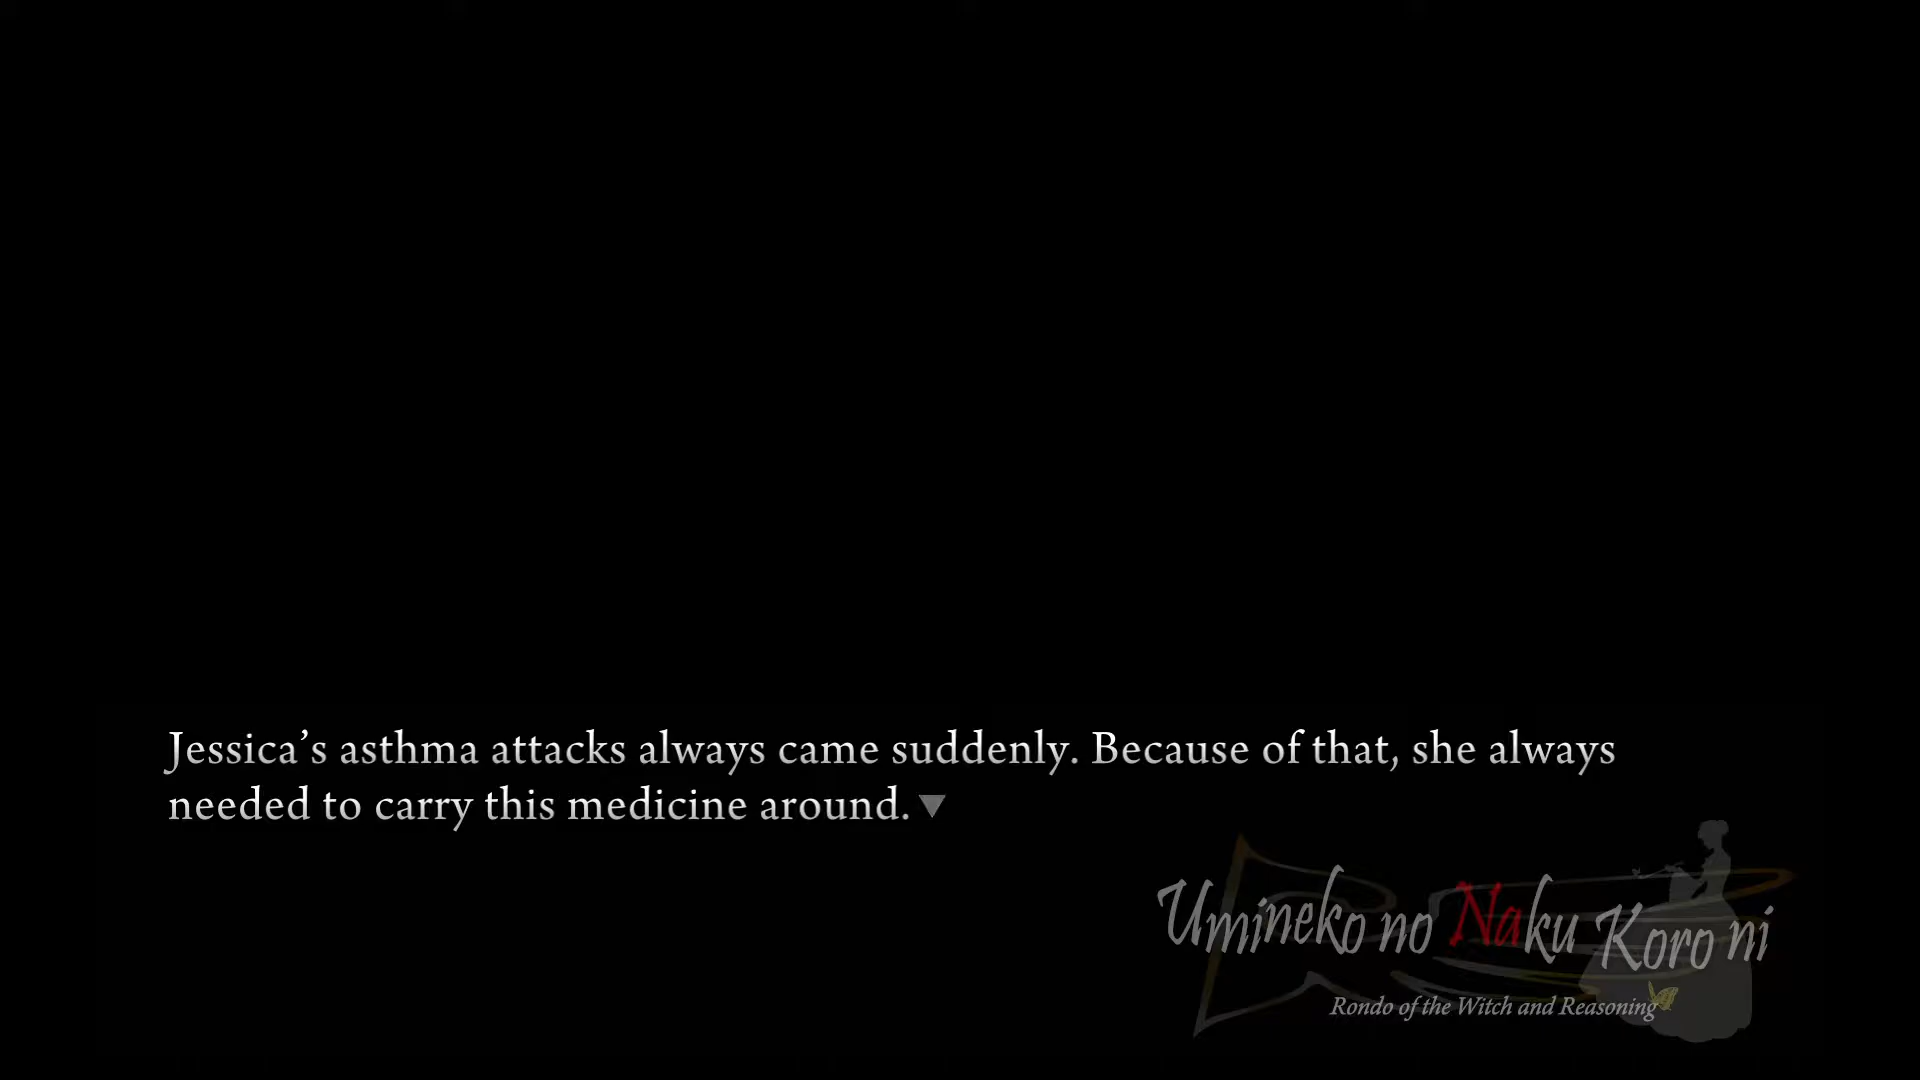 Jessica’s asthma attacks always came suddenly. Because of that, she always
needed to carry this medicine around.
Umineko no Naku Koro ni
Rondo of the Witch and Reasoning